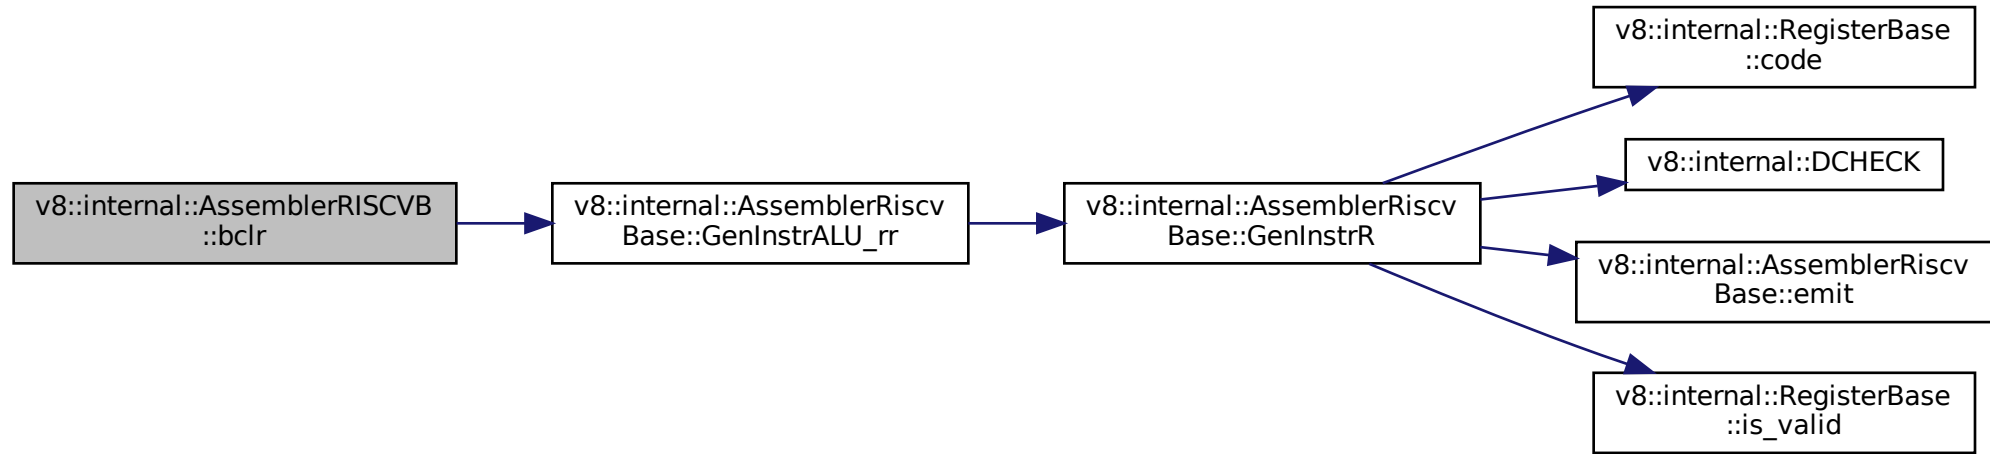 v8::internal::AssemblerRISCVB
::bclr
v8::internal::AssemblerRiscv
Base::GenInstrALU_rr
v8::internal::AssemblerRiscv
Base::GenInstrR
v8::internal::RegisterBase
::code
v8::internal::DCHECK
v8::internal::AssemblerRiscv
Base::emit
v8::internal::RegisterBase
::is_valid